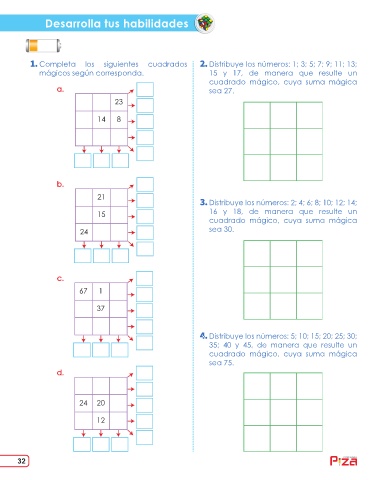 Desarrolla tus habilidades
1. Completa los siguientes cuadrados
mágicos según corresponda.
a.
23
14 8
b.
21
15
24
c.
67 1
37
d.
24 20
12
2. Distribuye los números: 1; 3; 5; 7; 9; 11; 13;
15 y 17, de manera que resulte un
cuadrado mágico, cuya suma mágica
sea 27.
3. Distribuye los números: 2; 4; 6; 8; 10; 12; 14;
16 y 18, de manera que resulte un
cuadrado mágico, cuya suma mágica
sea 30.
4. Distribuye los números: 5; 10; 15; 20; 25; 30;
35; 40 y 45, de manera que resulte un
cuadrado mágico, cuya suma mágica
sea 75.
32